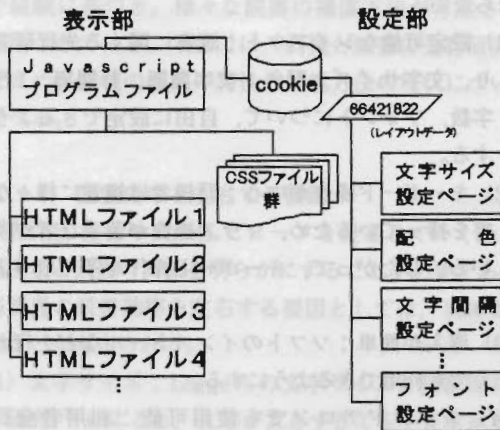 表示部
Javascript
プログラムファイル
HTMLファイル1
HTMLファイル2
HTMLファイル3
HTMLファイル4
⋮
CSSファイル
群
cookie
設定部
66421822
(レイアウトデータ)
文字サイズ
設定ページ
配色
設定ページ
文字間隔
設定ページ
⋮
フォント
設定ページ